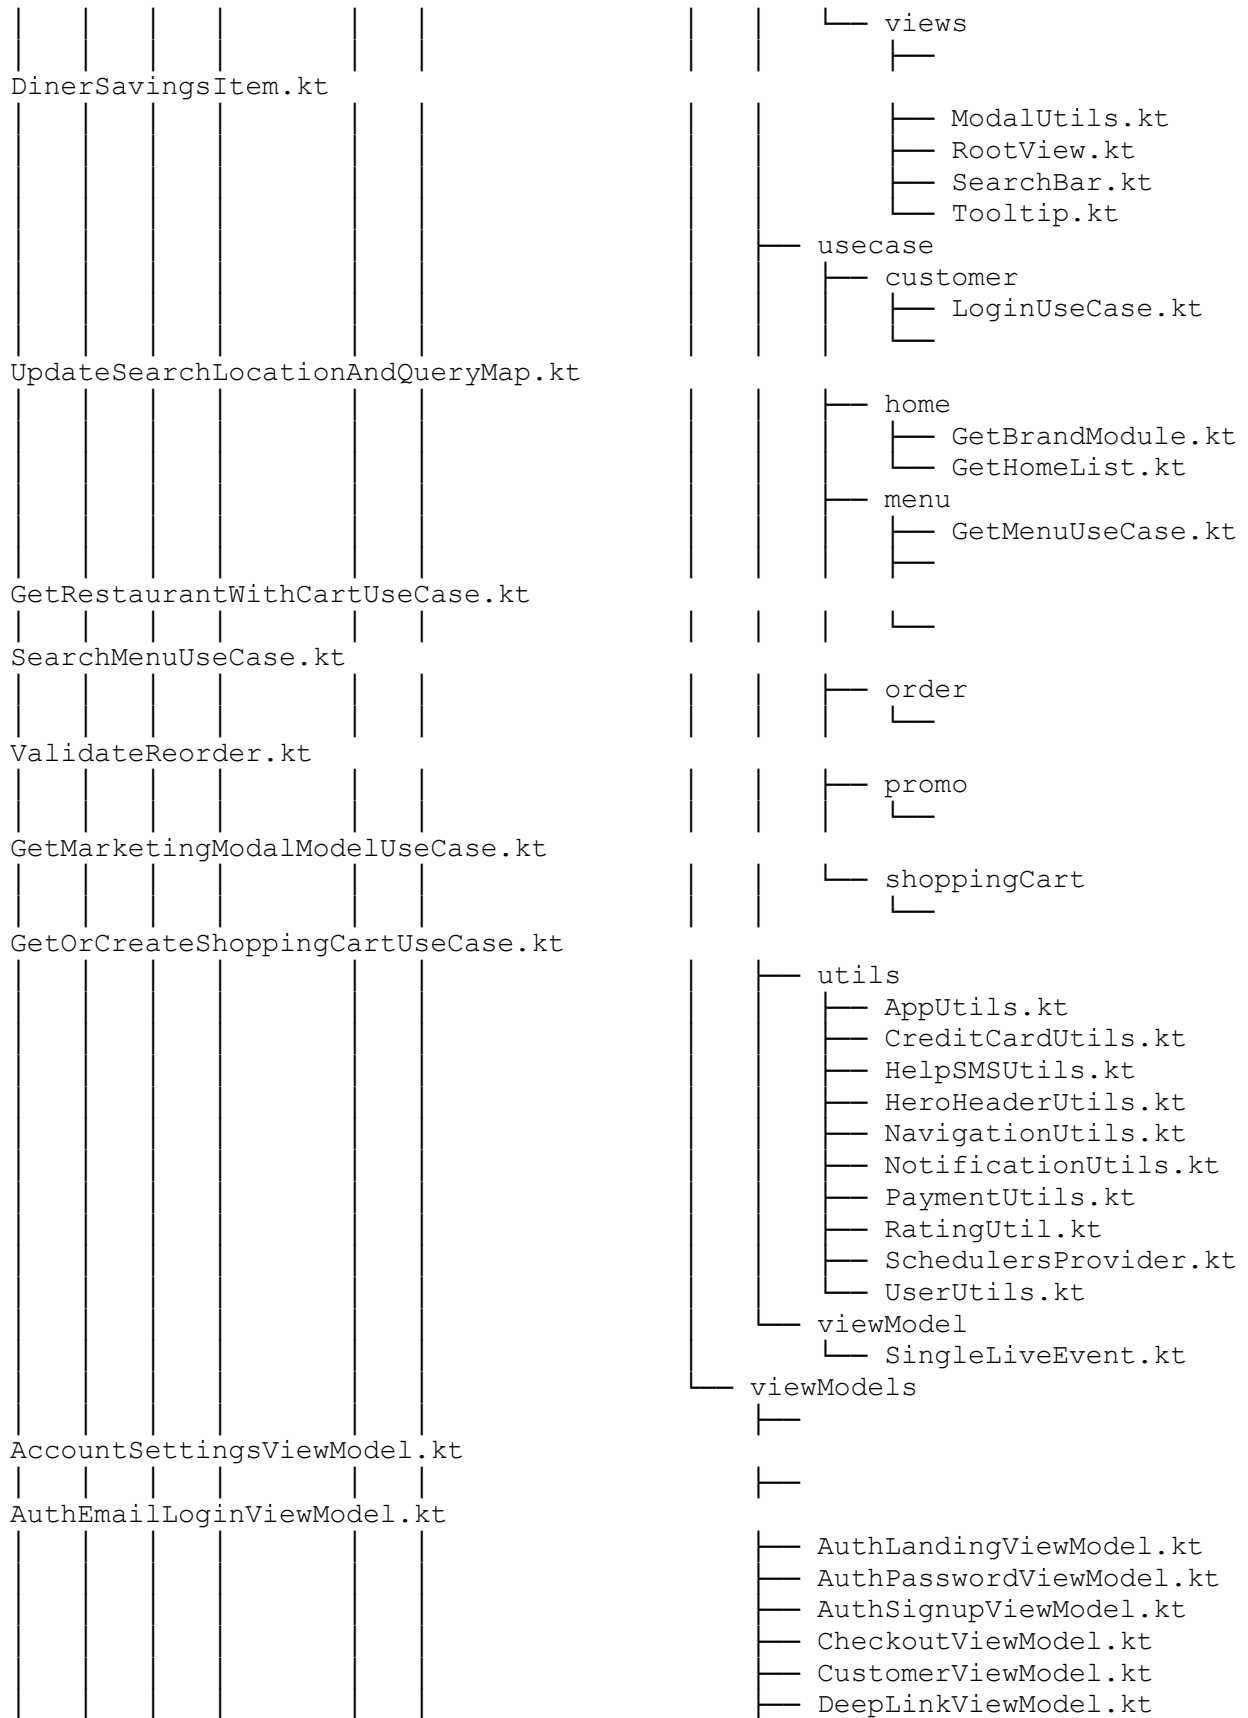 views
DinerSavingsItem.kt
ModalUtils.kt
RootView.kt
SearchBar.kt
Tooltip.kt
usecase
customer
LoginUseCase.kt
UpdateSearchLocationAndQueryMap.kt
home
GetBrandModule.kt
GetHomeList.kt
menu
GetMenuUseCase.kt
GetRestaurantWithCartUseCase.kt
SearchMenuUseCase.kt
order
ValidateReorder.kt
promo
GetMarketingModalModelUseCase.kt
shoppingCart
GetOrCreateShoppingCartUseCase.kt
utils
AppUtils.kt
CreditCardUtils.kt
HelpSMSUtils.kt
HeroHeaderUtils.kt
NavigationUtils.kt
NotificationUtils.kt
PaymentUtils.kt
RatingUtil.kt
SchedulersProvider.kt
UserUtils.kt
viewModel
SingleLiveEvent.kt
viewModels
AccountSettingsViewModel.kt
AuthEmailLoginViewModel.kt
AuthLandingViewModel.kt
AuthPasswordViewModel.kt
AuthSignupViewModel.kt
CheckoutViewModel.kt
CustomerViewModel.kt
DeepLinkViewModel.kt